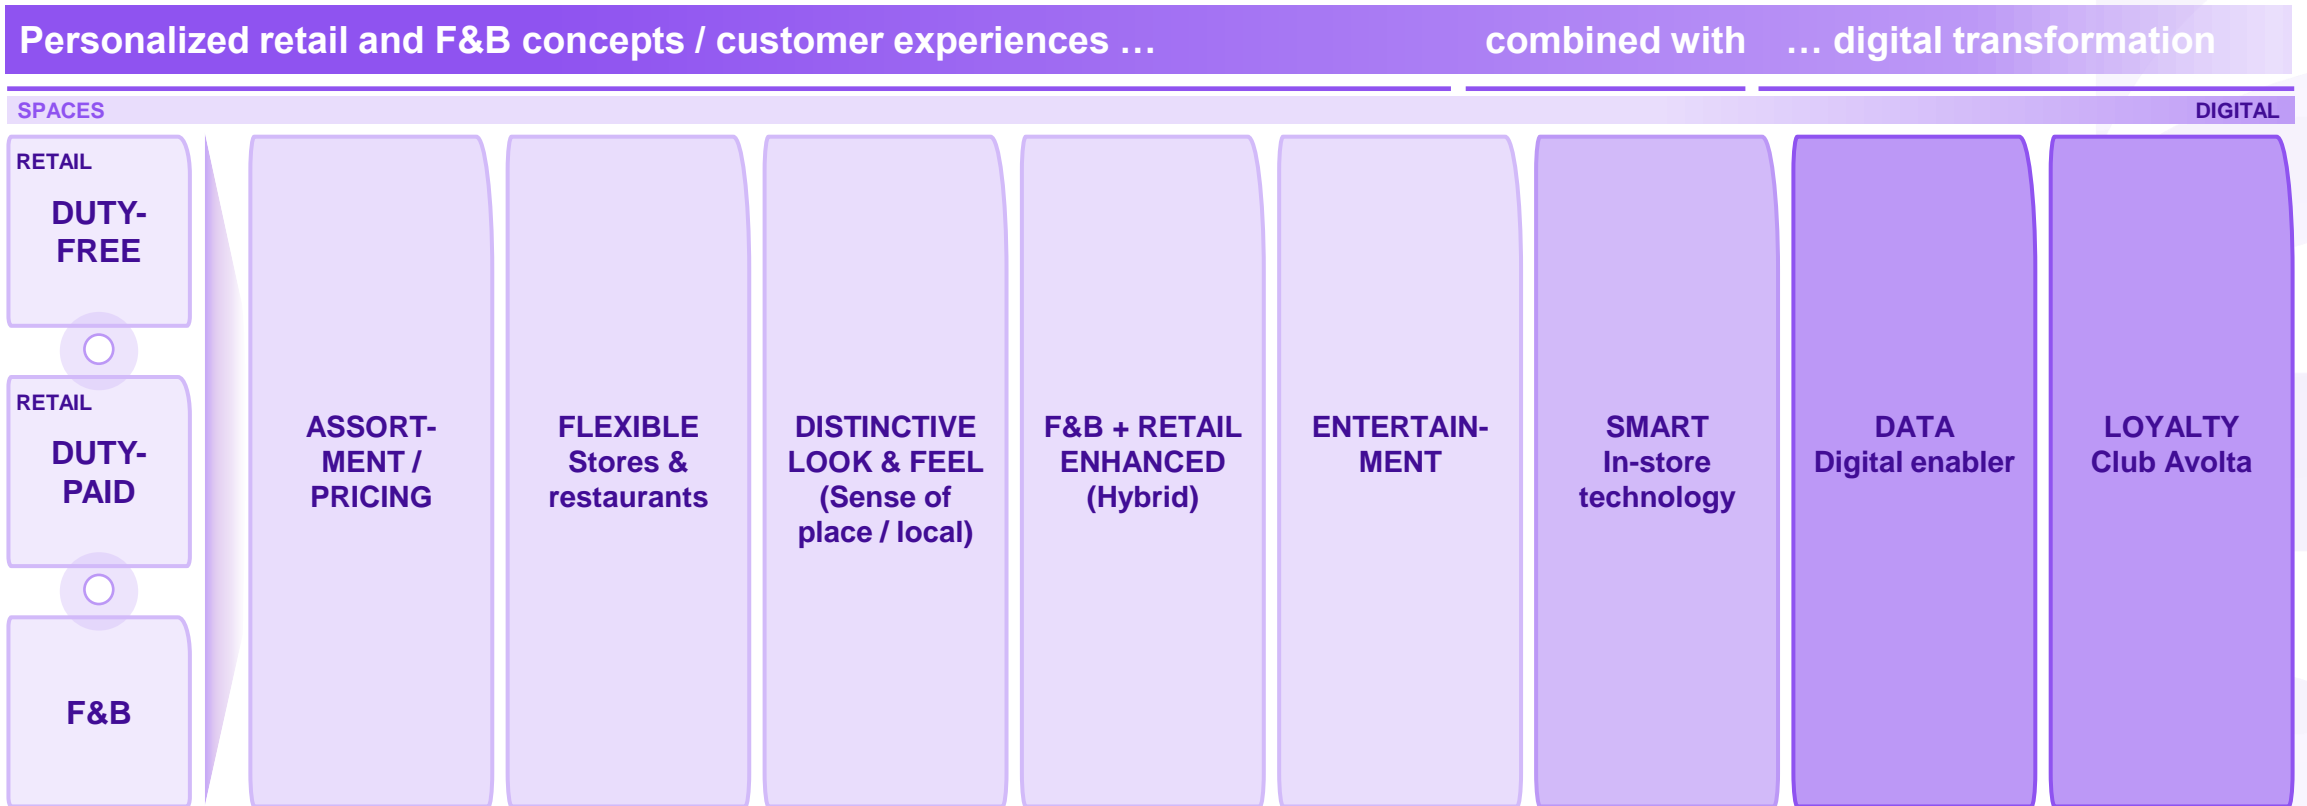 Personalized retail and F&B concepts / customer experiences …
combined with
… digital transformation
SPACES
DIGITAL
RETAIL
DUTY-
FREE
RETAIL
DUTY-
PAID
F&B
ASSORT-
MENT /
PRICING
FLEXIBLE
Stores &
restaurants
DISTINCTIVE
LOOK & FEEL
(Sense of
place / local)
F&B + RETAIL
ENHANCED
(Hybrid)
ENTERTAIN-
MENT
SMART
In-store
technology
DATA
Digital enabler
LOYALTY
Club Avolta